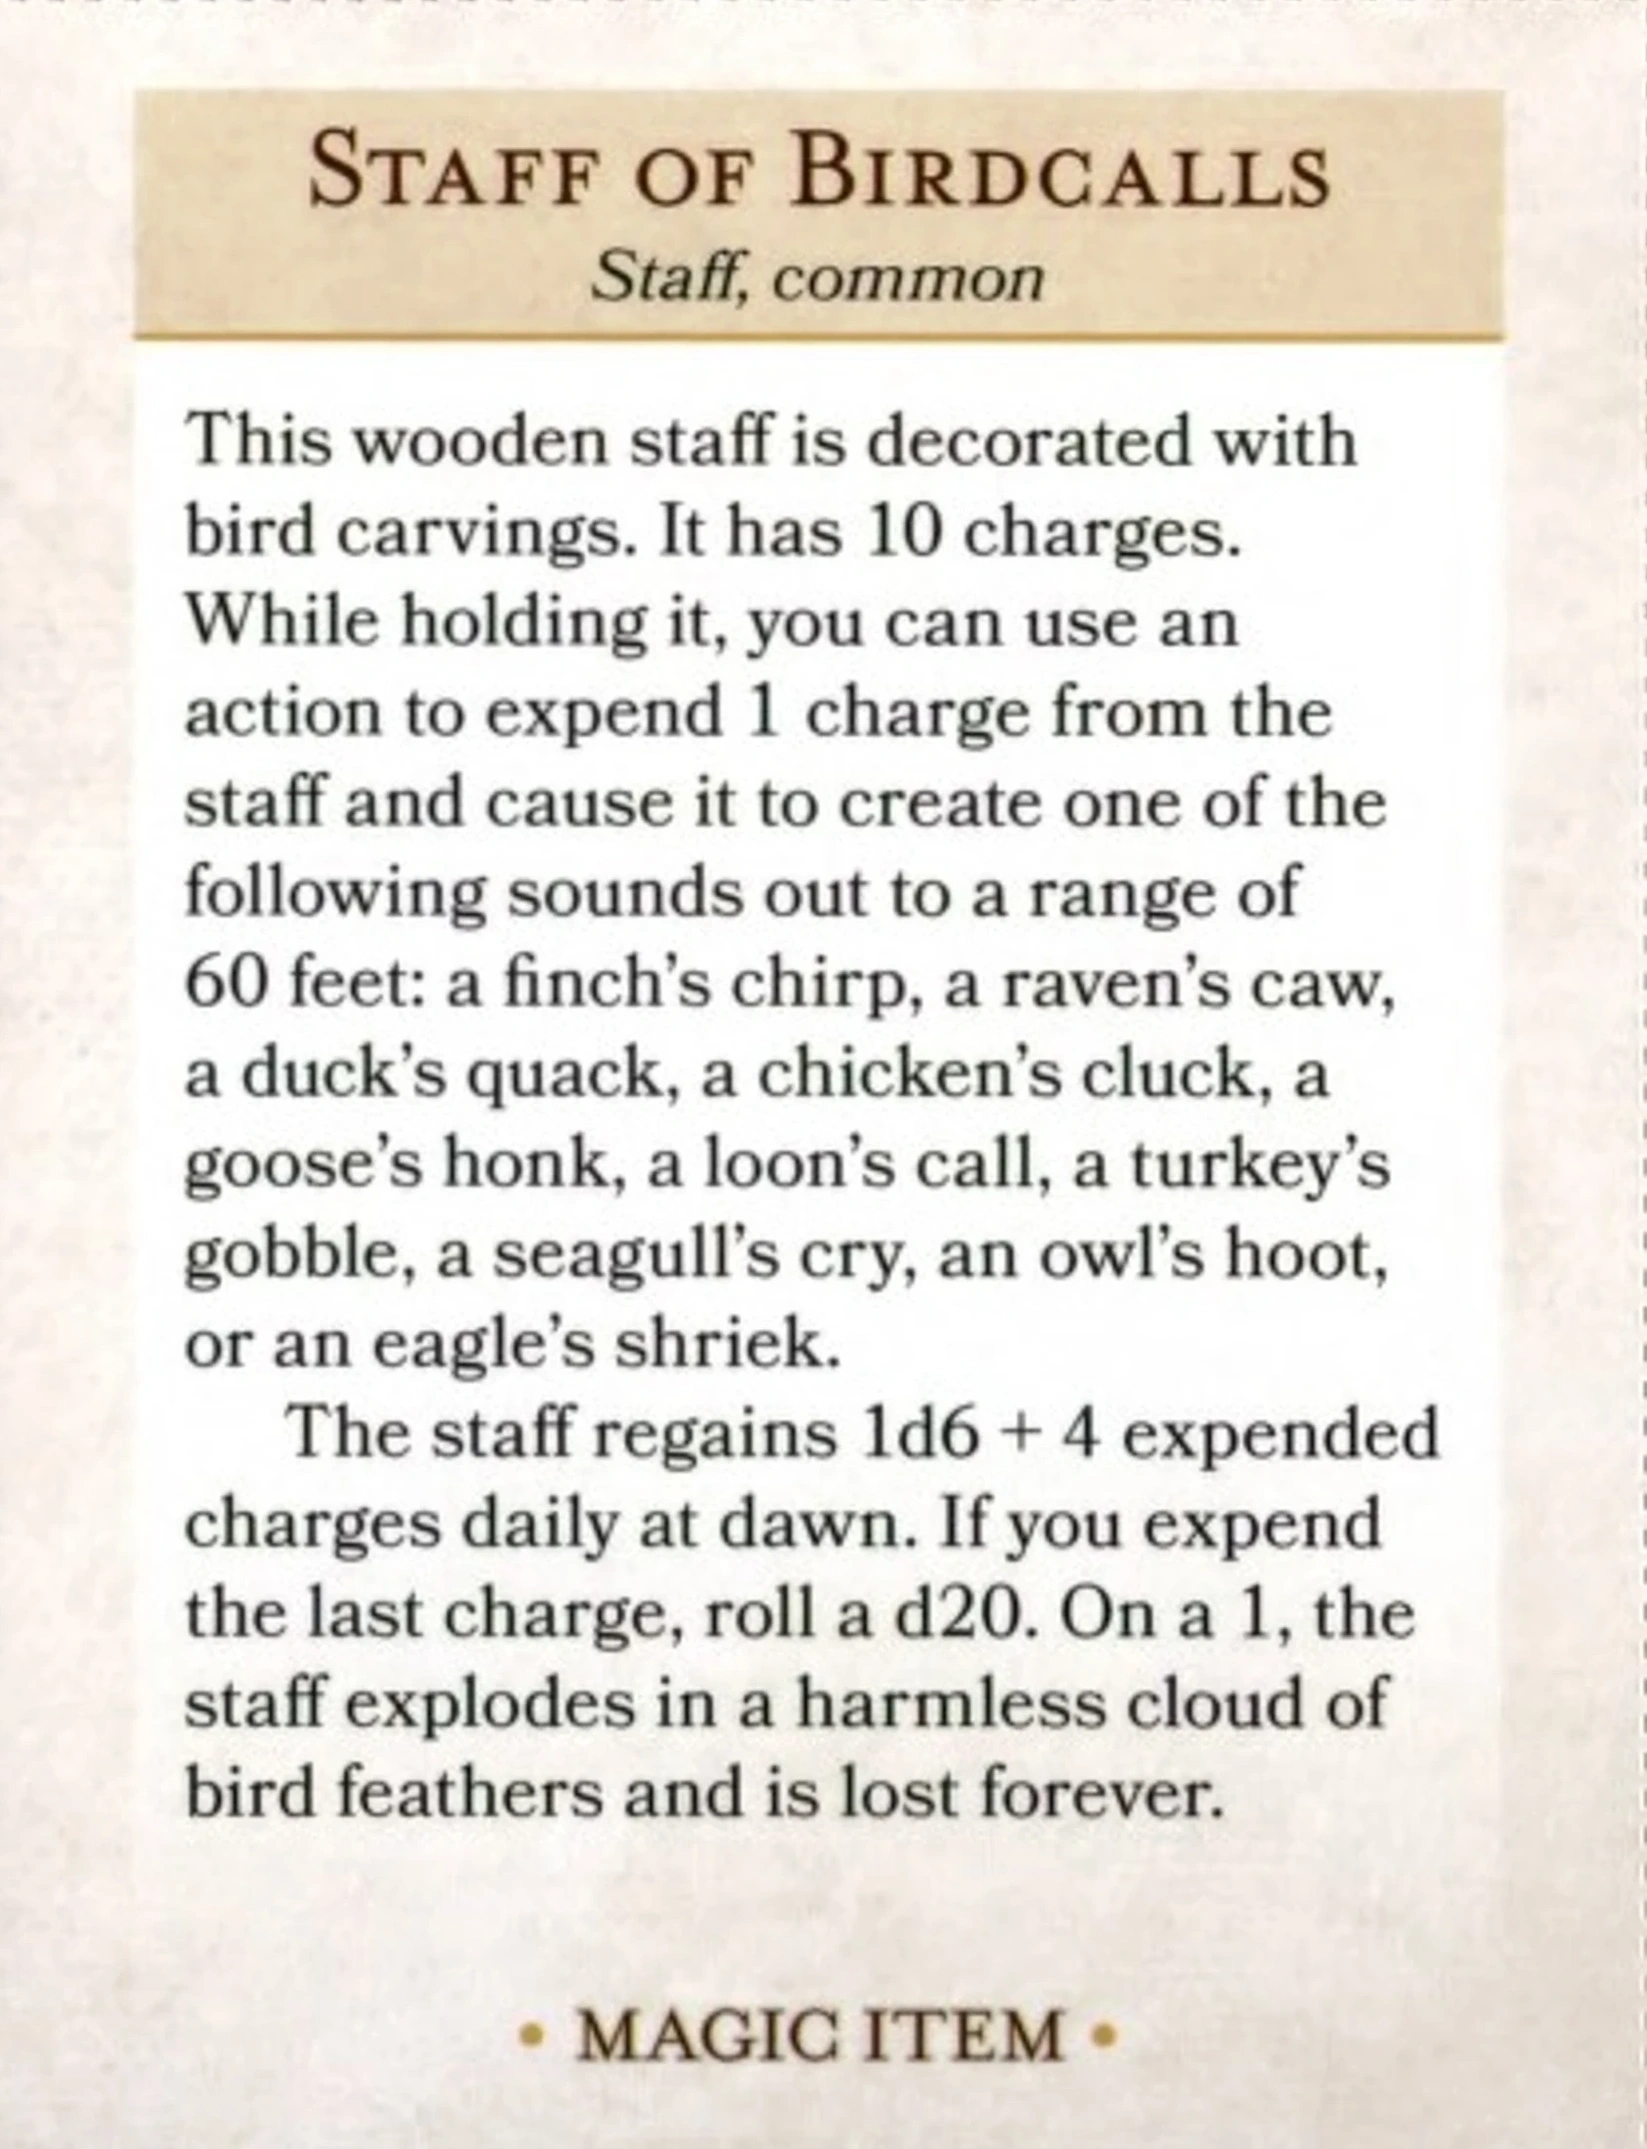 STAFF OF BIRDCALLS
Staff, common
This wooden staff is decorated with
bird carvings. It has 10 charges.
While holding it, you can use an
action to expend 1 charge from the
staff and cause it to create one of the
following sounds out to a range of
60 feet: a finch’s chirp, a raven’s caw,
a duck’s quack, a chicken’s cluck, a
goose’s honk, a loon’s call, a turkey’s
gobble, a seagull’s cry, an owl’s hoot,
or an eagle’s shriek.
The staff regains 1d6 + 4 expended
charges daily at dawn. If you expend
the last charge, roll a d20. On a 1, the
staff explodes in a harmless cloud of
bird feathers and is lost forever.
• MAGIC ITEM •